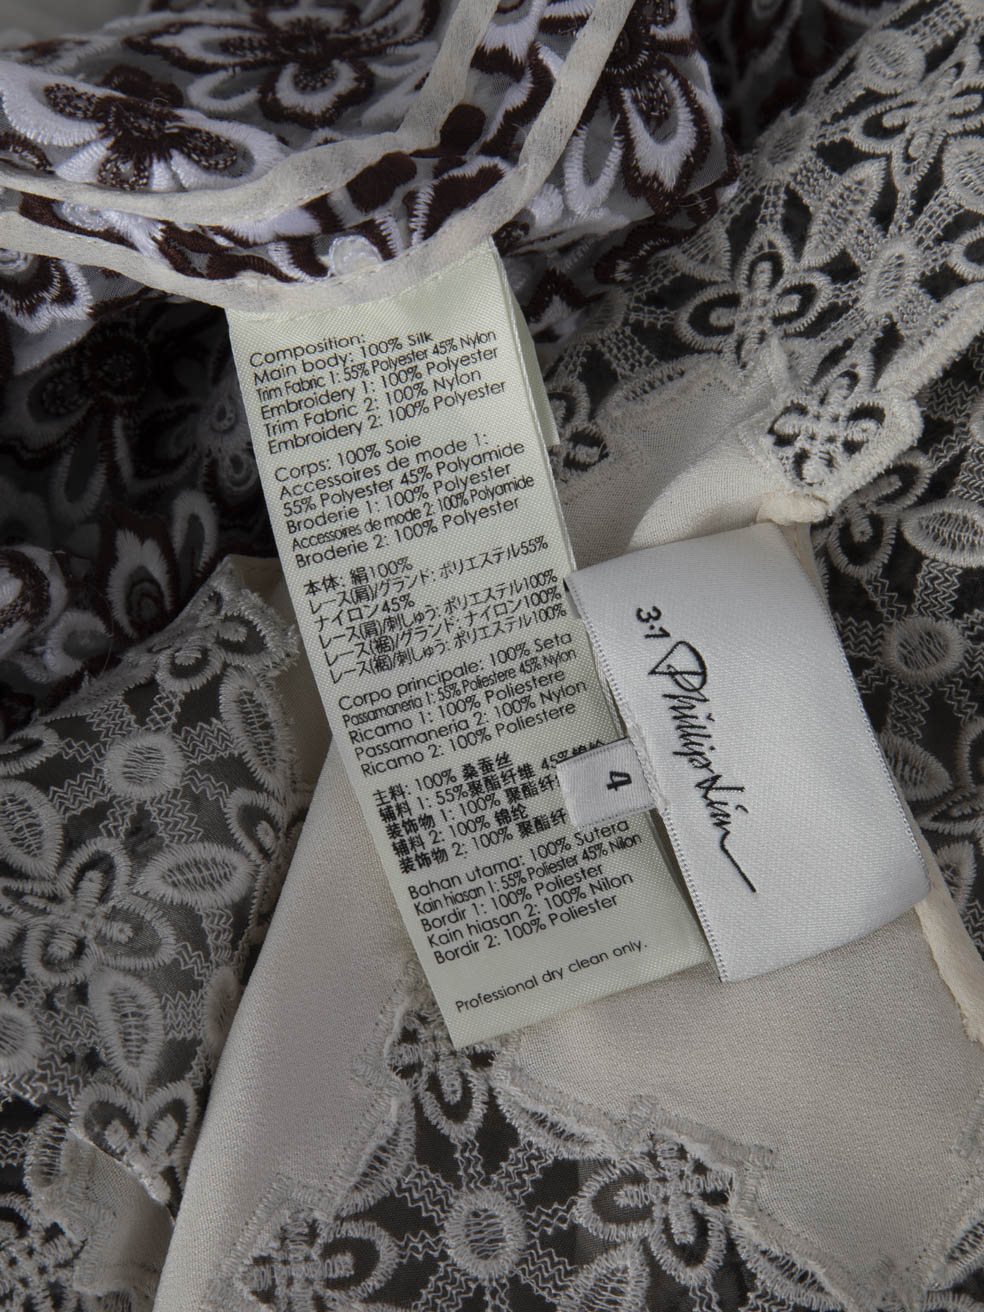 Composition:
Main body: 100% Silk
Trim Fabric 1: 55% Polyester 45% Nylon
Embroidery 1: 100% Polyester
Trim Fabric 2: 100% Nylon
Embroidery 2: 100% Polyester
Corps: 100% Soie
Accessoires de mode 1:
55% Polyester 45% Polyamide
Broderie 1: 100% Polyester
Accessoires de mode 2: 100% Polyamide
Broderie 2: 100% Polyester
本体: 絹100%
レース(肩)/グランド: ポリエステル55%
ナイロン45%
レース(肩)/刺しゅう: ポリエステル100%
レース(裾)/グランド: ナイロン100%
レース(裾)/刺しゅう: ポリエステル100%
Corpo principale: 100% Seta
Passamaneria 1: 55% Poliestere 45% Nylon
Ricamo 1: 100% Poliestere
Passamaneria 2: 100% Nylon
Ricamo 2: 100% Poliestere
主料: 100% 桑蚕丝
辅料 1: 55%聚酯纤维 45%锦纶
装饰物 1: 100% 聚酯纤
辅料 2: 100% 锦纶
装饰物 2: 100% 聚酯纤
Bahan utama: 100% Sutera
Kain hiasan 1: 55% Poliester 45% Nilon
Bordir 1: 100% Poliester
Kain hiasan 2: 100% Nilon
Bordir 2: 100% Poliester
Professional dry clean only.
3.1 Phillip Lim
4